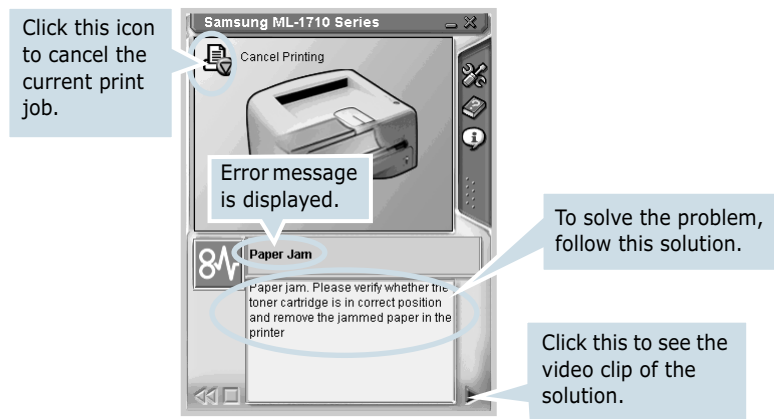 Click this icon
to cancel the
current print
job.
Samsung ML-1710 Series
Cancel Printing
Error message
is displayed.
Paper Jam
Paper jam. Please verify whether the
toner cartridge is in correct position
and remove the jammed paper in the
printer
To solve the problem,
follow this solution.
Click this to see the
video clip of the
solution.